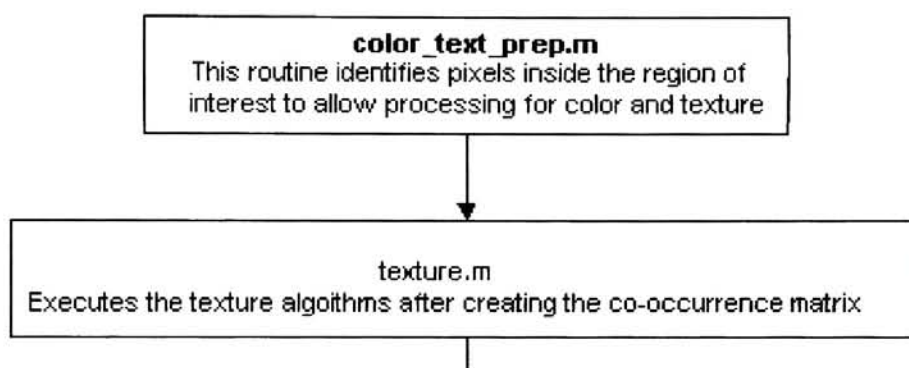 color_text_prep.m
This routine identifies pixels inside the region of
interest to allow processing for color and texture
texture.m
Executes the texture algoithms after creating the co-occurrence matrix